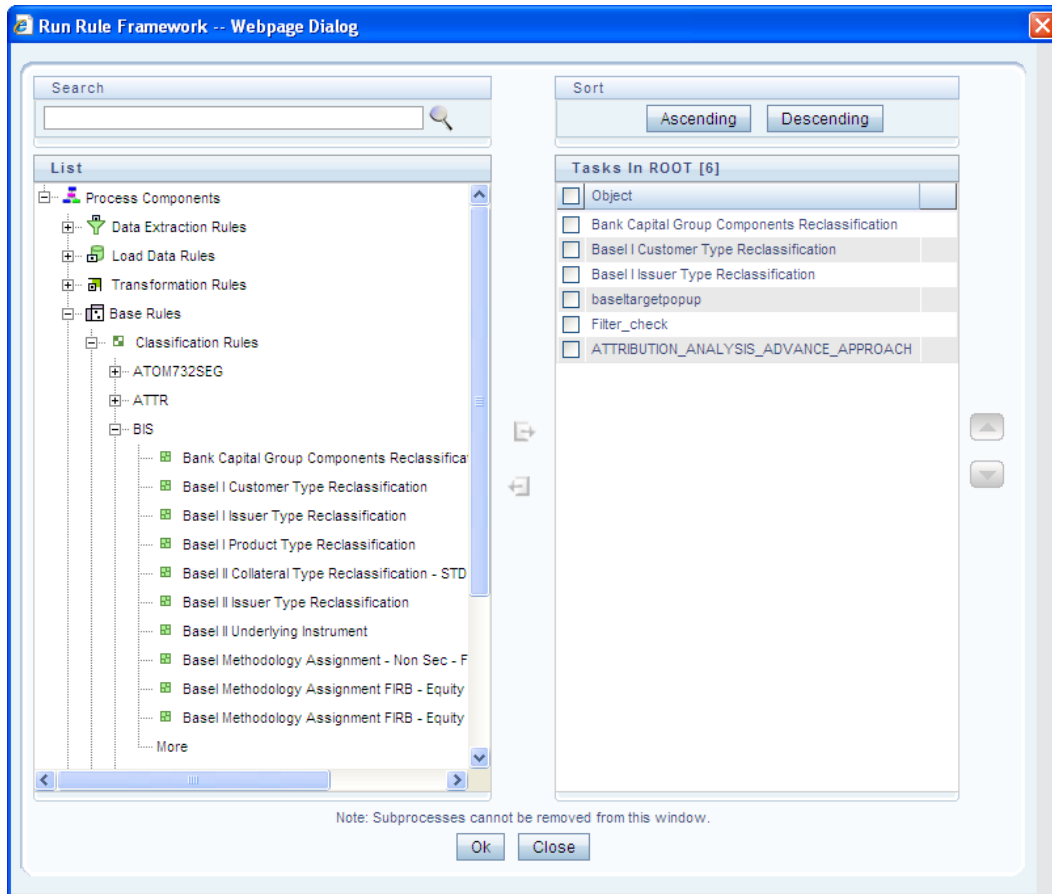 Run Rule Framework -- Webpage Dialog
Search
Sort
Ascending
Descending
List
Process Components
Data Extraction Rules
Load Data Rules
Transformation Rules
Base Rules
Classification Rules
ATOM732SEG
ATTR
BIS
Bank Capital Group Components Reclassifica
Basel I Customer Type Reclassification
Basel I Issuer Type Reclassification
Basel I Product Type Reclassification
Basel II Collateral Type Reclassification - STD
Basel II Issuer Type Reclassification
Basel II Underlying Instrument
Basel Methodology Assignment - Non Sec - F
Basel Methodology Assignment FIRB - Equity
Basel Methodology Assignment FIRB - Equity
More
Tasks In ROOT [6]
Object
Bank Capital Group Components Reclassification
Basel I Customer Type Reclassification
Basel I Issuer Type Reclassification
baseltargetpopup
Filter_check
ATTRIBUTION_ANALYSIS_ADVANCE_APPROACH
Note: Subprocesses cannot be removed from this window.
Ok
Close